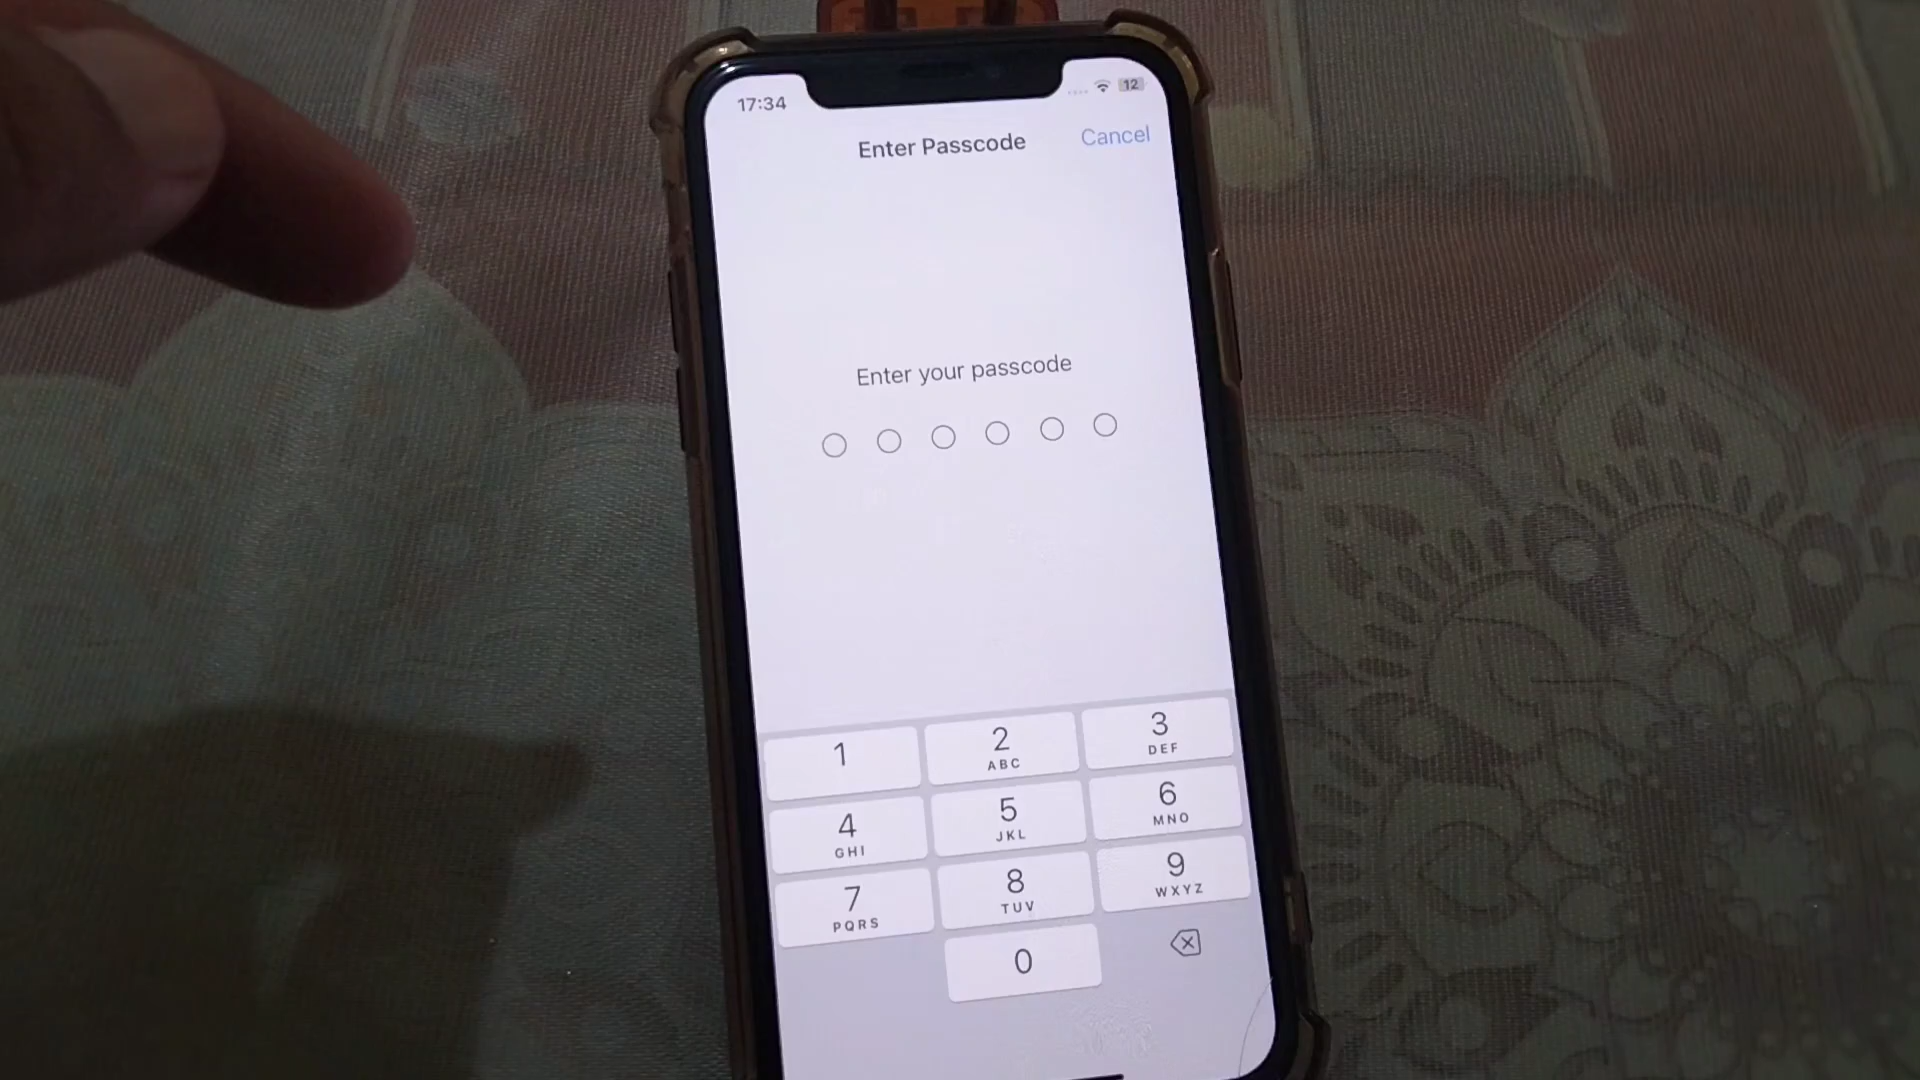 17:34
12
Enter Passcode
Cancel
Enter your passcode
1
2
ABC
3
DEF
4
GHI
5
JKL
6
MNO
7
PQRS
8
TUV
9
WXYZ
0